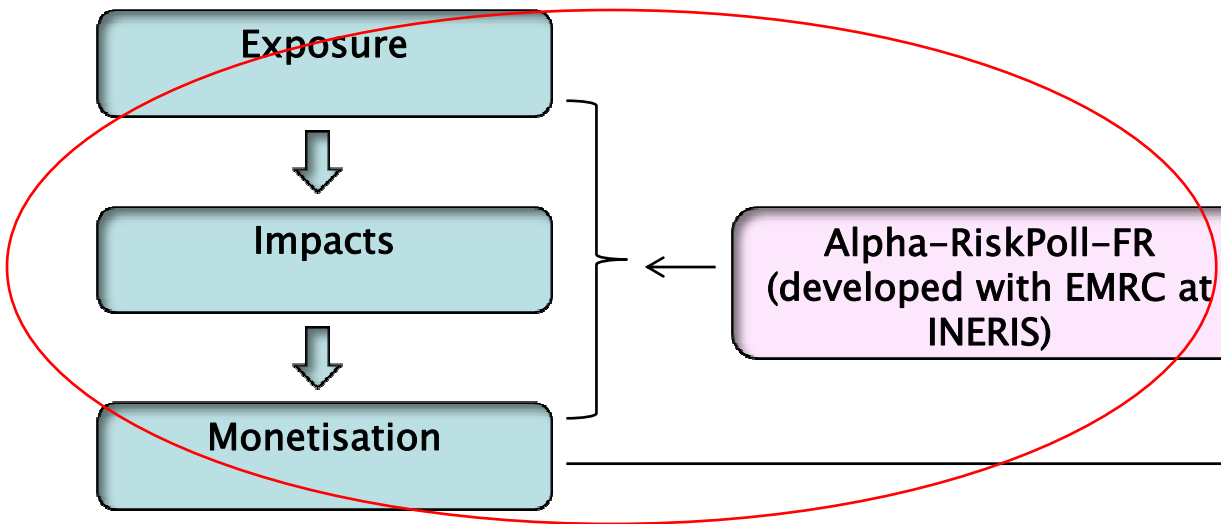 Exposure
Impacts
Alpha–RiskPoll–FR
(developed with EMRC at
INERIS)
Monetisation